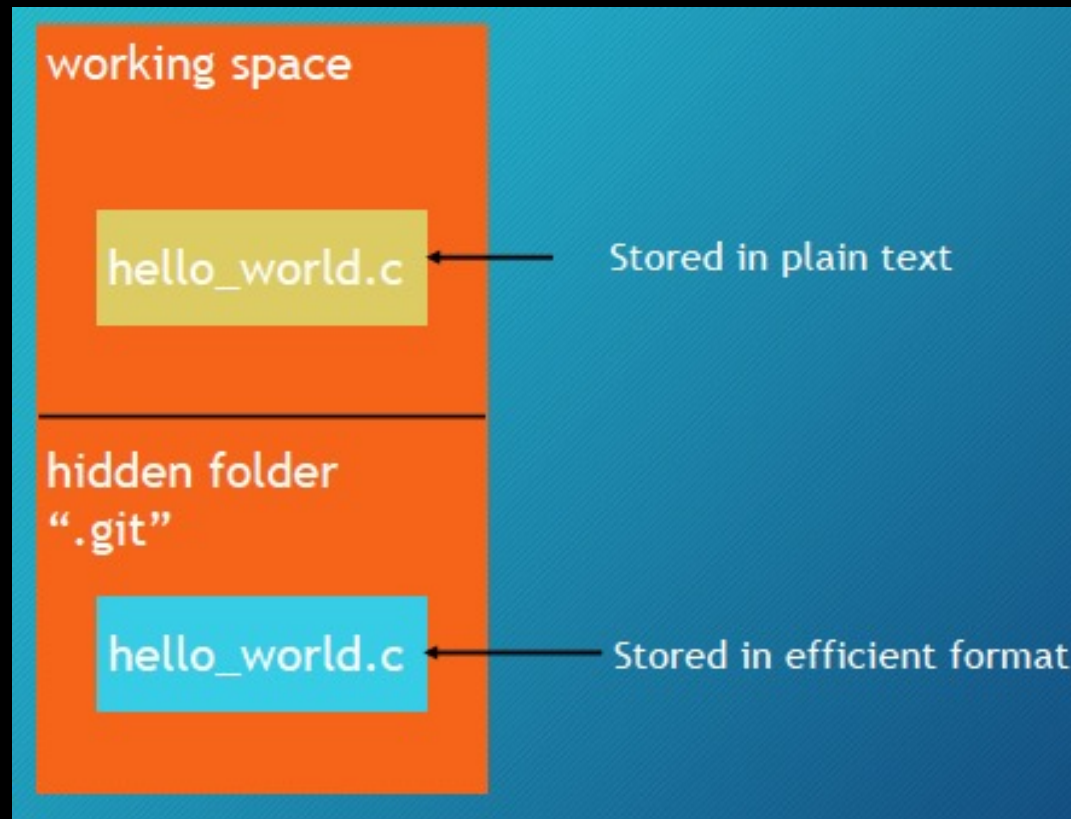 working space
hello_world.c
Stored in plain text
hidden folder
“.git”
hello_world.c
Stored in efficient format